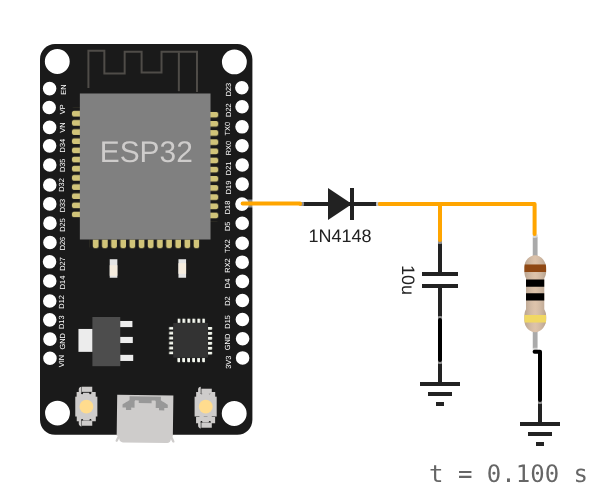 EN
VP
VN
D34
D35
D32
D33
D25
D26
D27
D14
D12
D13
GND
VIN
ESP32
D23
D22
TX0
RX0
D21
D19
D18
D5
TX2
RX2
D4
D2
D15
GND
3V3
1N4148
10u
t = 0.100 s